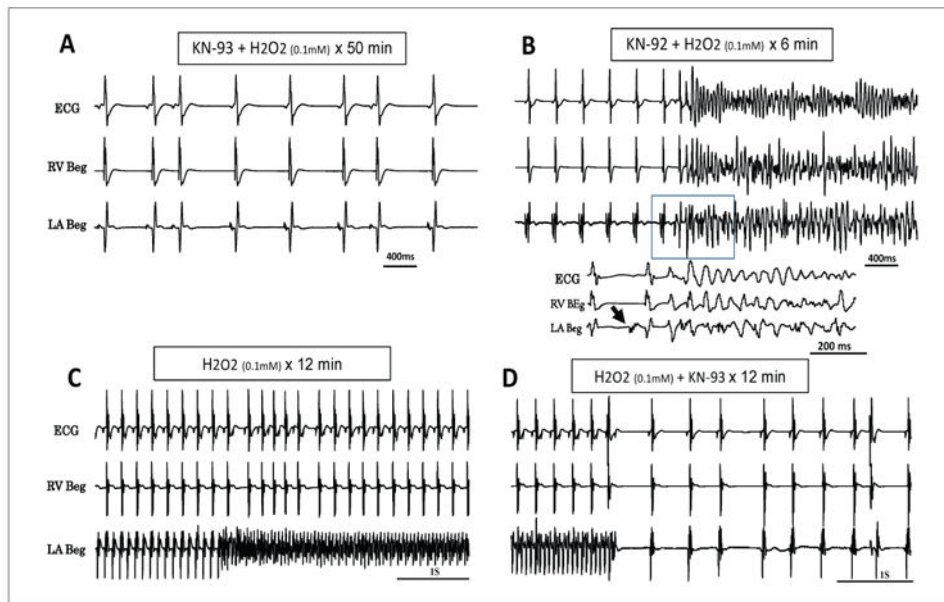 A
KN-93 + H2O2 (0.1mM) x 50 min
ECG
RV Beg
LA Beg
400ms
B
KN-92 + H2O2 (0.1mM) x 6 min
400ms
ECG
RV BEg
LA Beg
200 ms
C
H2O2 (0.1mM) x 12 min
ECG
RV Beg
LA Beg
1S
D
H2O2 (0.1mM) + KN-93 x 12 min
1S